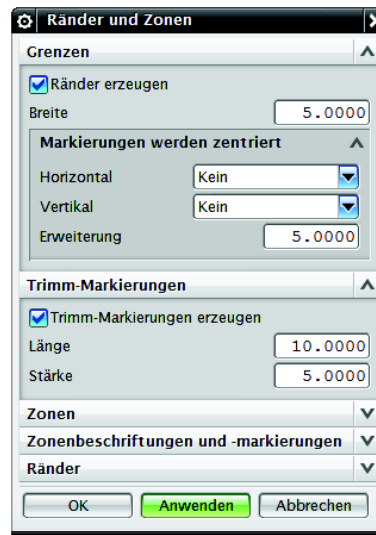 Ränder und Zonen
Grenzen
Ränder erzeugen
Breite 5.0000
Markierungen werden zentriert
Horizontal Kein
Vertikal Kein
Erweiterung 5.0000
Trimm-Markierungen
Trimm-Markierungen erzeugen
Länge 10.0000
Stärke 5.0000
Zonen
Zonenbeschriftungen und -markierungen
Ränder
OK Anwenden Abbrechen